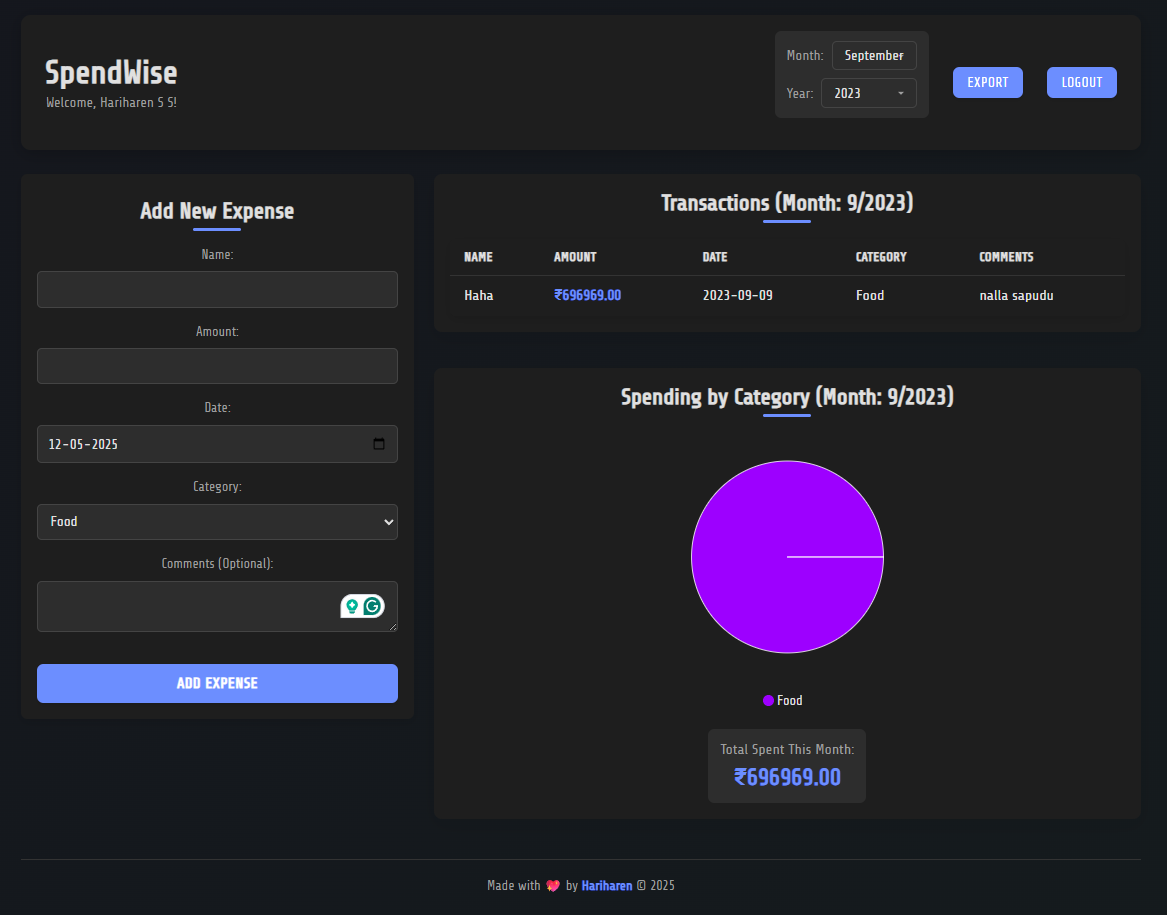 SpendWise
Welcome, Hariharen S S!
Month: September
Year: 2023
EXPORT
LOGOUT
Add New Expense
Name:
Amount:
Date:
12-05-2025
Category:
Food
Comments (Optional):
ADD EXPENSE
Transactions (Month: 9/2023)
NAME AMOUNT DATE CATEGORY COMMENTS
Haha ₹696969.00 2023-09-09 Food nalla sapudu
Spending by Category (Month: 9/2023)
Food
Total Spent This Month:
₹696969.00
Made with 💖 by Hariharen © 2025